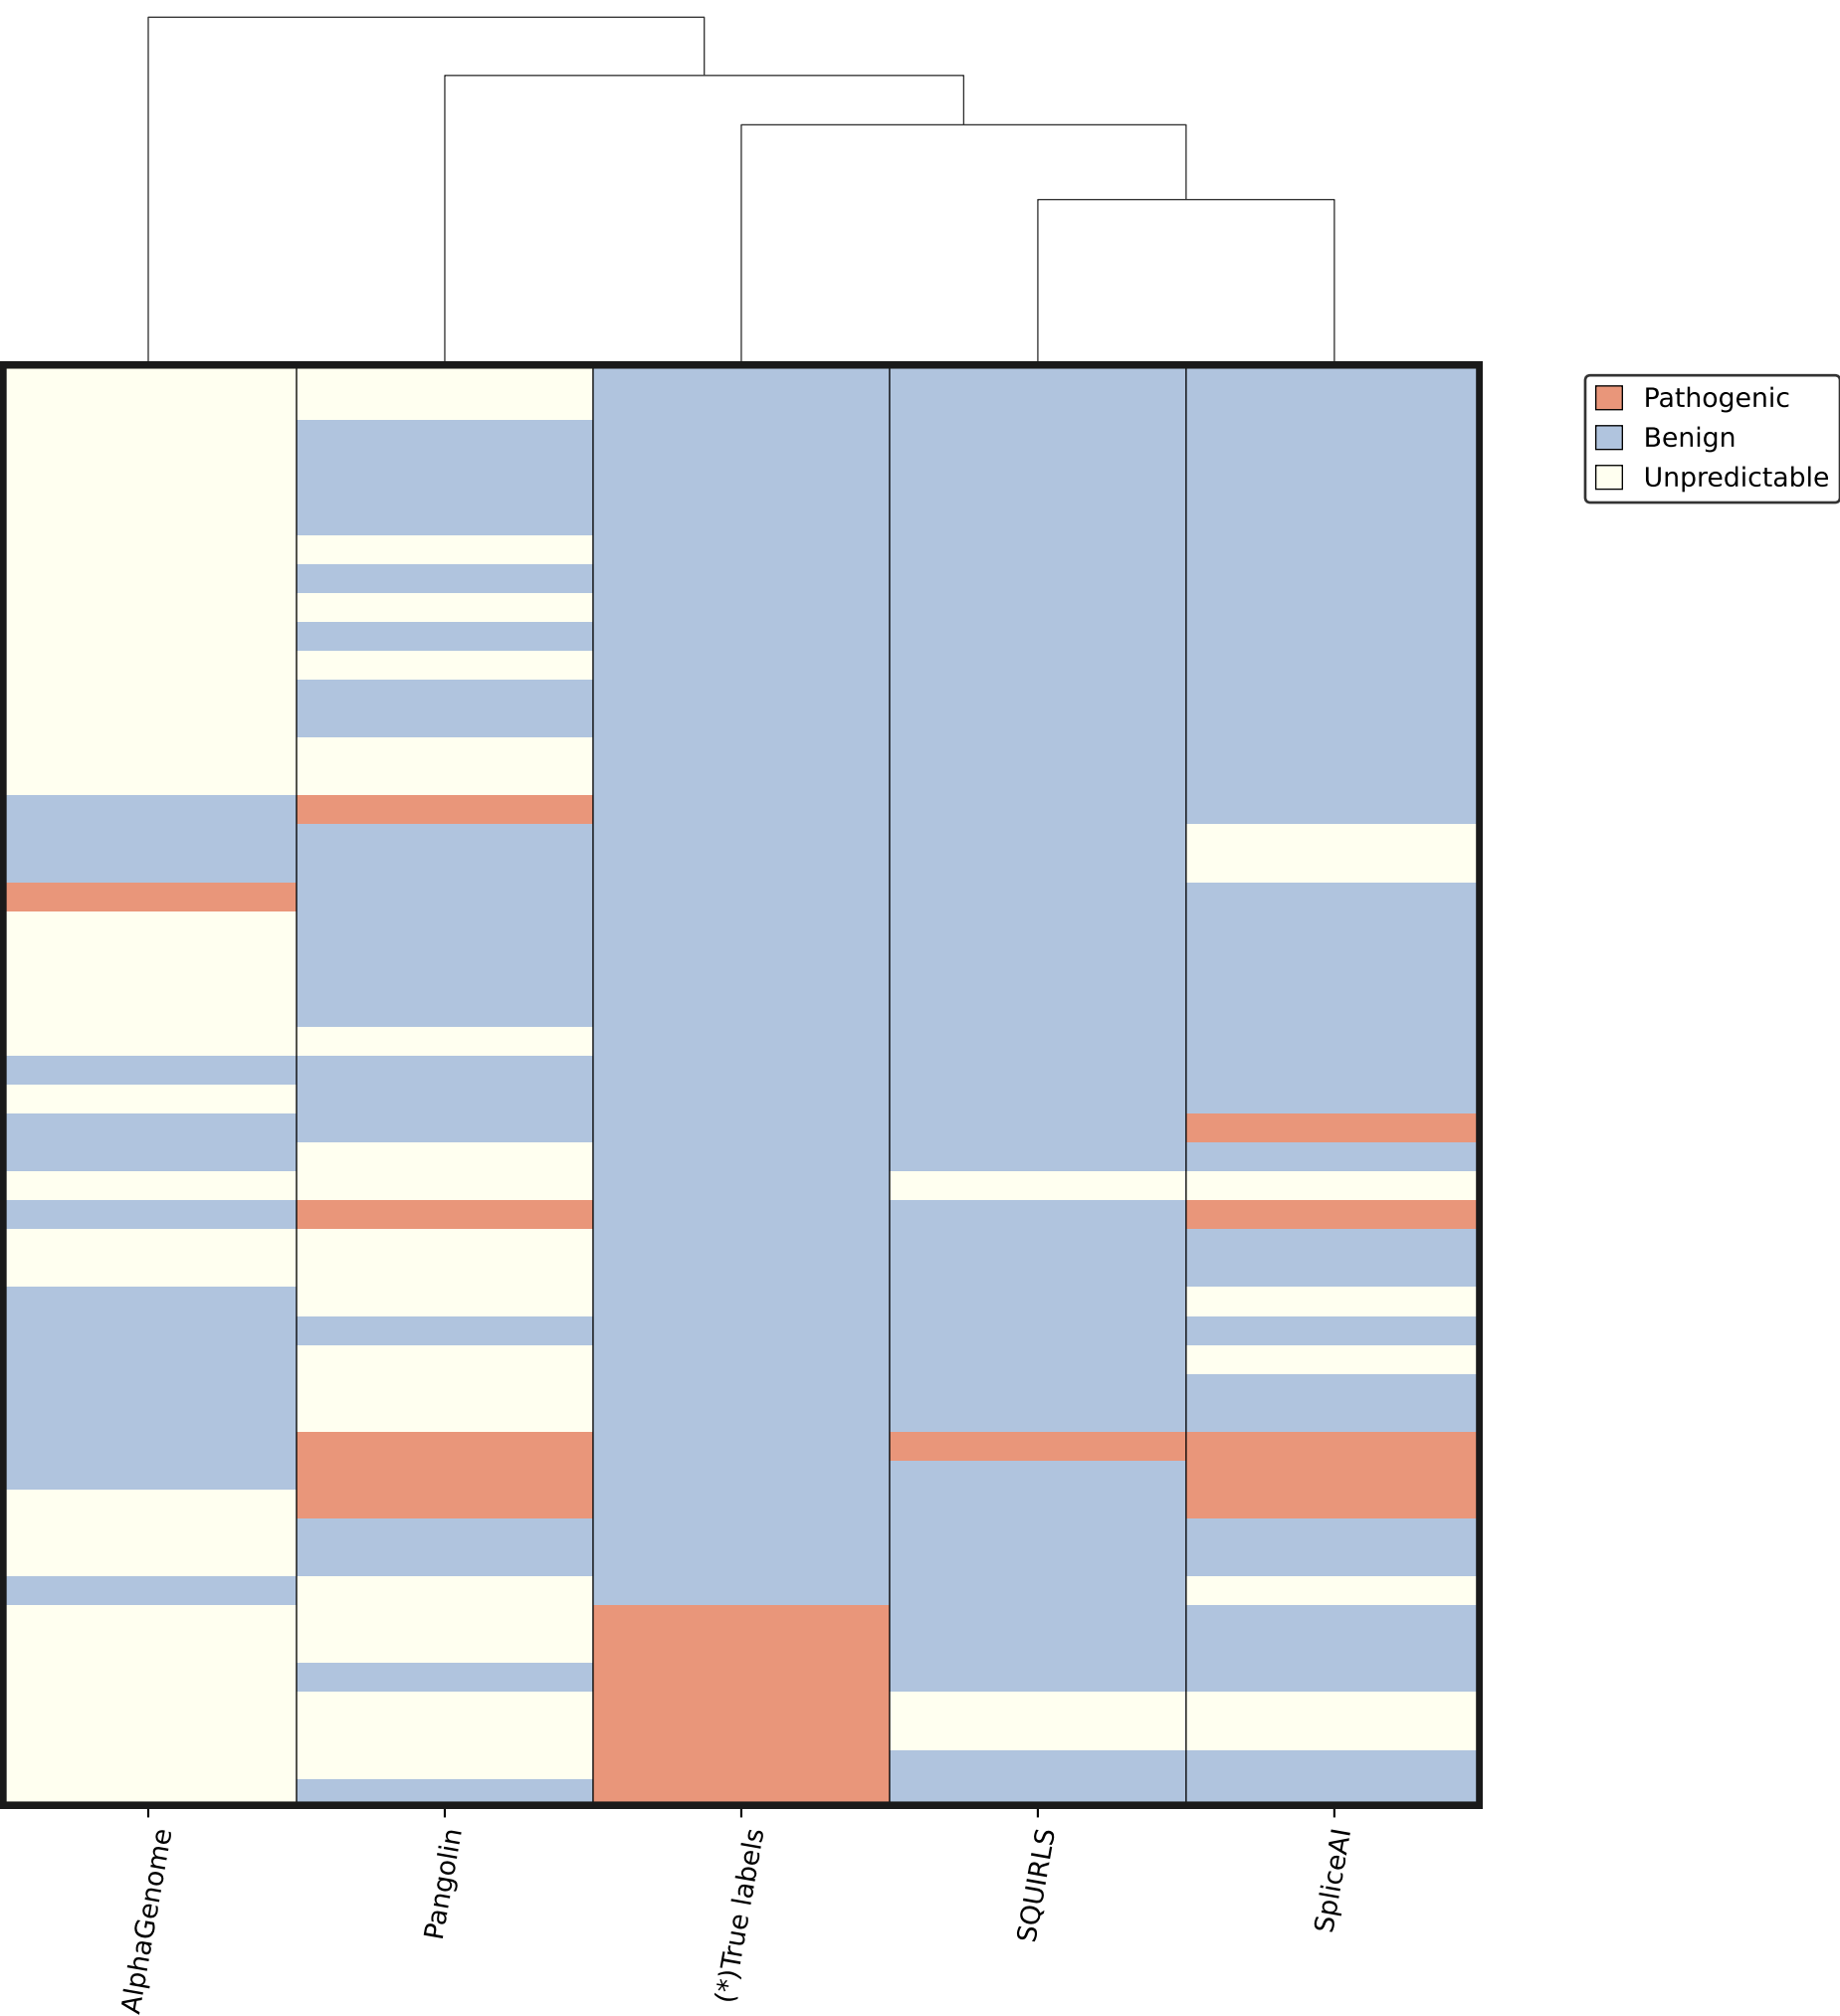 Pathogenic
Benign
Unpredictable
AlphaGenome
Pangolin
(*)True labels
SQUIRLS
SpliceAI